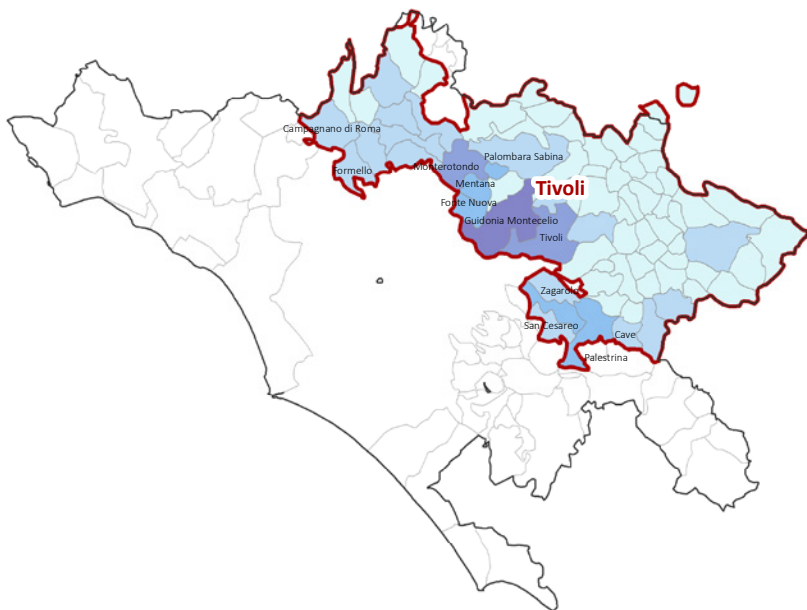 Campagnano di Roma
Formello
Monterotondo
Palombara Sabina
Mentana
Tivoli
Fonte Nuova
Guidonia Montecelio
Tivoli
Zagarolo
San Cesareo
Cave
Palestrina